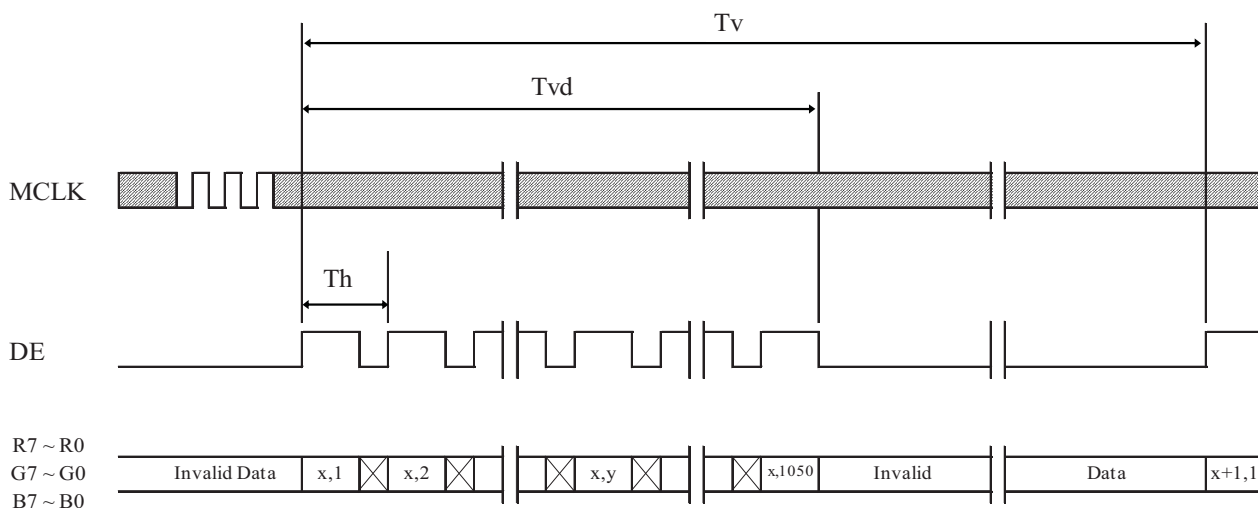 Tv
Tvd
MCLK
Th
DE
R7 ~ R0
G7 ~ G0
B7 ~ B0
Invalid Data
x,1
x,2
x,y
x,1050
Invalid
Data
x+1,1